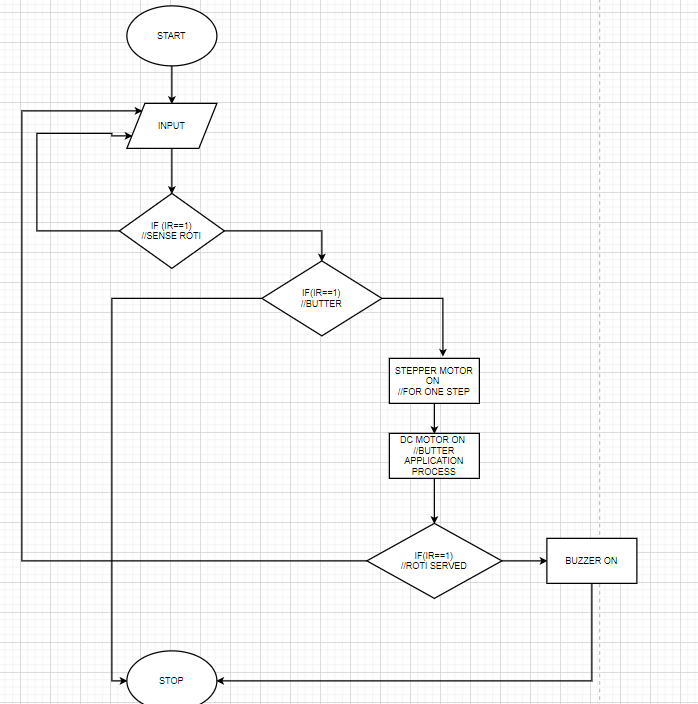 START
INPUT
IF (IR==1)
//SENSE ROTI
IF(IR==1)
//BUTTER
STEPPER MOTOR
ON
//FOR ONE STEP
DC MOTOR ON
//BUTTER
APPLICATION
PROCESS
IF(IR==1)
//ROTI SERVED
BUZZER ON
STOP